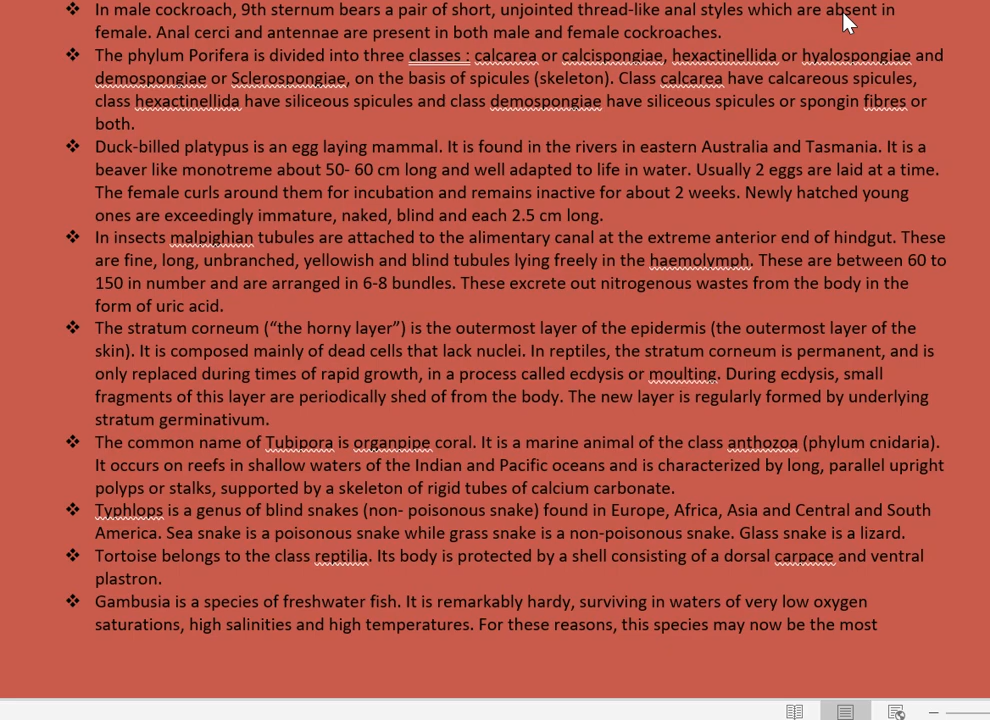 ❖ In male cockroach, 9th sternum bears a pair of short, unjointed thread-like anal styles which are absent in
female. Anal cerci and antennae are present in both male and female cockroaches.
❖ The phylum Porifera is divided into three classes : calcarea or calcispongiae, hexactinellida or hyalospongiae and
demospongiae or Sclerospongiae, on the basis of spicules (skeleton). Class calcarea have calcareous spicules,
class hexactinellida have siliceous spicules and class demospongiae have siliceous spicules or spongin fibres or
both.
❖ Duck-billed platypus is an egg laying mammal. It is found in the rivers in eastern Australia and Tasmania. It is a
beaver like monotreme about 50- 60 cm long and well adapted to life in water. Usually 2 eggs are laid at a time.
The female curls around them for incubation and remains inactive for about 2 weeks. Newly hatched young
ones are exceedingly immature, naked, blind and each 2.5 cm long.
❖ In insects malpighian tubules are attached to the alimentary canal at the extreme anterior end of hindgut. These
are fine, long, unbranched, yellowish and blind tubules lying freely in the haemolymph. These are between 60 to
150 in number and are arranged in 6-8 bundles. These excrete out nitrogenous wastes from the body in the
form of uric acid.
❖ The stratum corneum (“the horny layer”) is the outermost layer of the epidermis (the outermost layer of the
skin). It is composed mainly of dead cells that lack nuclei. In reptiles, the stratum corneum is permanent, and is
only replaced during times of rapid growth, in a process called ecdysis or moulting. During ecdysis, small
fragments of this layer are periodically shed of from the body. The new layer is regularly formed by underlying
stratum germinativum.
❖ The common name of Tubipora is organpipe coral. It is a marine animal of the class anthozoa (phylum cnidaria).
It occurs on reefs in shallow waters of the Indian and Pacific oceans and is characterized by long, parallel upright
polyps or stalks, supported by a skeleton of rigid tubes of calcium carbonate.
❖ Typhlops is a genus of blind snakes (non- poisonous snake) found in Europe, Africa, Asia and Central and South
America. Sea snake is a poisonous snake while grass snake is a non-poisonous snake. Glass snake is a lizard.
❖ Tortoise belongs to the class reptilia. Its body is protected by a shell consisting of a dorsal carpace and ventral
plastron.
❖ Gambusia is a species of freshwater fish. It is remarkably hardy, surviving in waters of very low oxygen
saturations, high salinities and high temperatures. For these reasons, this species may now be the most